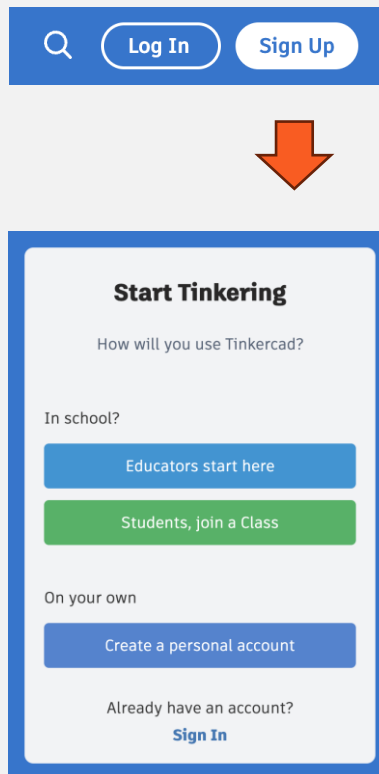 Log In
Sign Up
Start Tinkering
How will you use Tinkercad?
In school?
Educators start here
Students, join a Class
On your own
Create a personal account
Already have an account?
Sign In